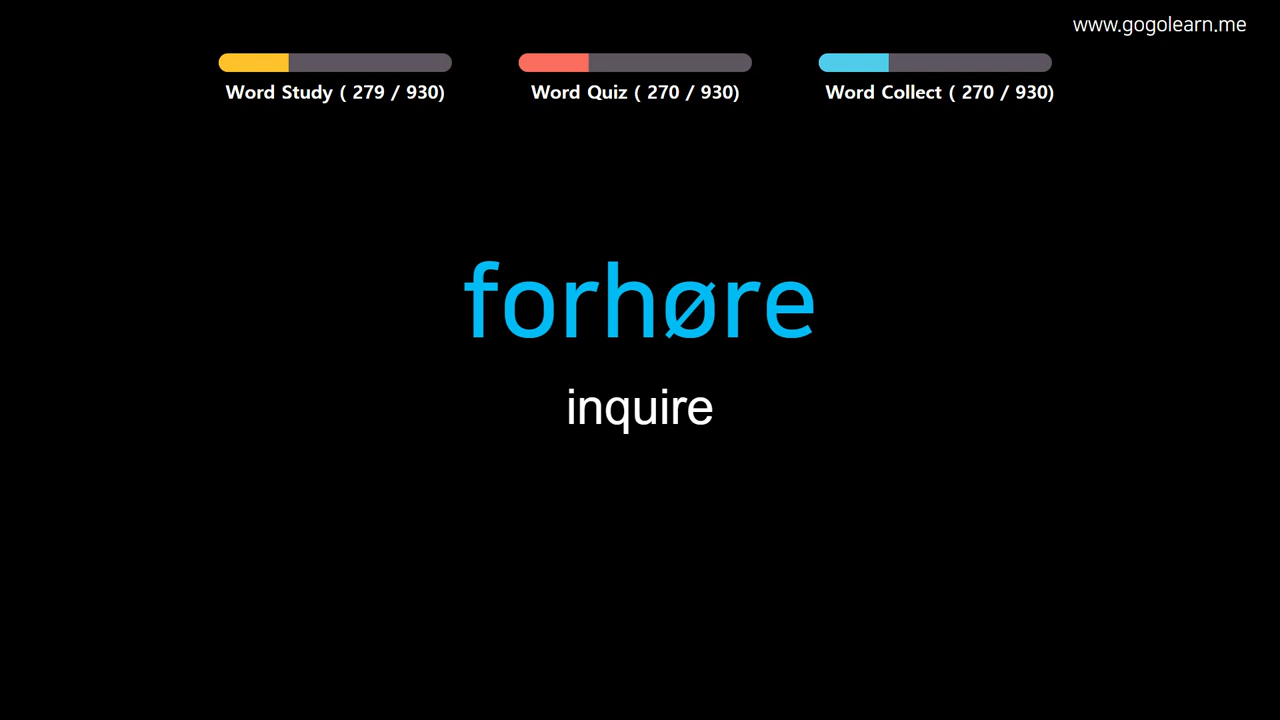 www.gogolearn.me
Word Study ( 279 / 930)
Word Quiz ( 270 / 930)
Word Collect ( 270 / 930)
forhøre
inquire